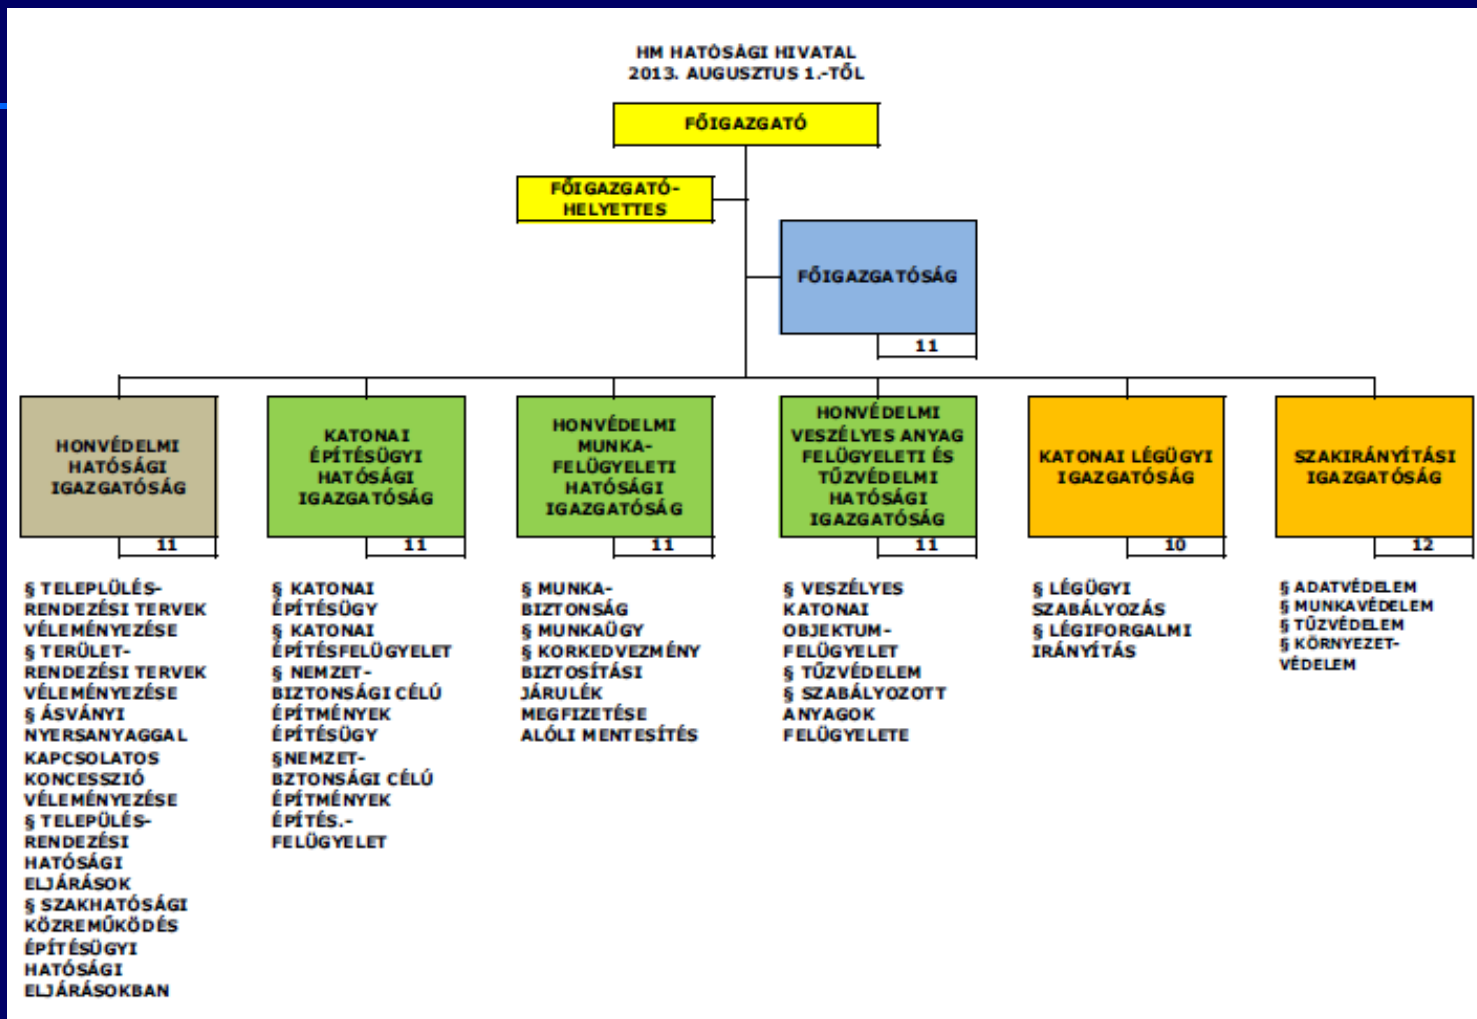 HM HATÓSÁGI HIVATAL
2013. AUGUSZTUS 1.-TŐL
FŐIGAZGATÓ
FŐIGAZGATÓ-
HELYETTES
FŐIGAZGATÓSÁG
11
HONVÉDELMI
HATÓSÁGI
IGAZGATÓSÁG
11
KATONAI
ÉPÍTÉSÜGYI
HATÓSÁGI
IGAZGATÓSÁG
11
HONVÉDELMI
MUNKA-
FELÜGYELETI
HATÓSÁGI
IGAZGATÓSÁG
11
HONVÉDELMI
VESZÉLYES ANYAG
FELÜGYELETI ÉS
TŰZVÉDELMI
HATÓSÁGI
IGAZGATÓSÁG
11
KATONAI LÉGÜGYI
IGAZGATÓSÁG
10
SZAKIRÁNYÍTÁSI
IGAZGATÓSÁG
12
§ TELEPLÜLÉS-
RENDEZÉSI TERVEK
VÉLEMÉNYEZÉSE
§ TERÜLET-
RENDEZÉSI TERVEK
VÉLEMÉNYEZÉSE
§ ÁSVÁNYI
NYERSANYAGGAL
KAPCSOLATOS
KONCESSZIÓ
VÉLEMÉNYEZÉSE
§ TELEPÜLÉS-
RENDEZÉSI
HATÓSÁGI
ELJÁRÁSOK
§ SZAKHATÓSÁGI
KÖZREMŰKÖDÉS
ÉPÍTÉSÜGYI
HATÓSÁGI
ELJÁRÁSOKBAN
§ KATONAI
ÉPÍTÉSÜGY
§ KATONAI
ÉPÍTÉSFELÜGYELET
§ NEMZET-
BIZTONSÁGI CÉLÚ
ÉPÍTMÉNYEK
ÉPÍTÉSÜGY
§NEMZET-
BZTONSÁGI CÉLÚ
ÉPÍTMÉNYEK
ÉPÍTÉS.-
FELÜGYELET
§ MUNKA-
BIZTONSÁG
§ MUNKAÜGY
§ KORKEDVEZMÉNY
BIZTOSÍTÁSI
JÁRULÉK
MEGFIZETÉSE
ALÓLI MENTESÍTÉS
§ VESZÉLYES
KATONAI
OBJEKTUM-
FELÜGYELET
§ TŰZVÉDELEM
§ SZABÁLYOZOTT
ANYAGOK
FELÜGYELETE
§ LÉGÜGYI
SZABÁLYOZÁS
§ LÉGIFORGALMI
IRÁNYÍTÁS
§ ADATVÉDELEM
§ MUNKAVÉDELEM
§ TŰZVÉDELEM
§ KÖRNYEZET-
VÉDELEM